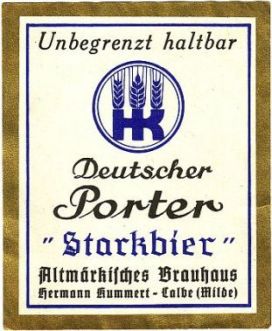 Unbegrenzt haltbar
HK
Deutscher
Porter
"Starkbier"
Altmärkisches Brauhaus
Hermann Kummert - Calbe (Milde)